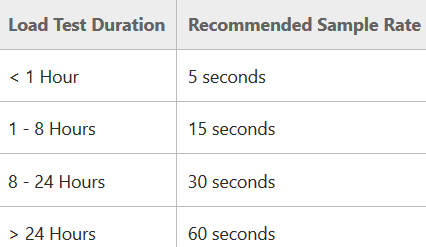 Load Test Duration Recommended Sample Rate
< 1 Hour 5 seconds
1 - 8 Hours 15 seconds
8 - 24 Hours 30 seconds
> 24 Hours 60 seconds